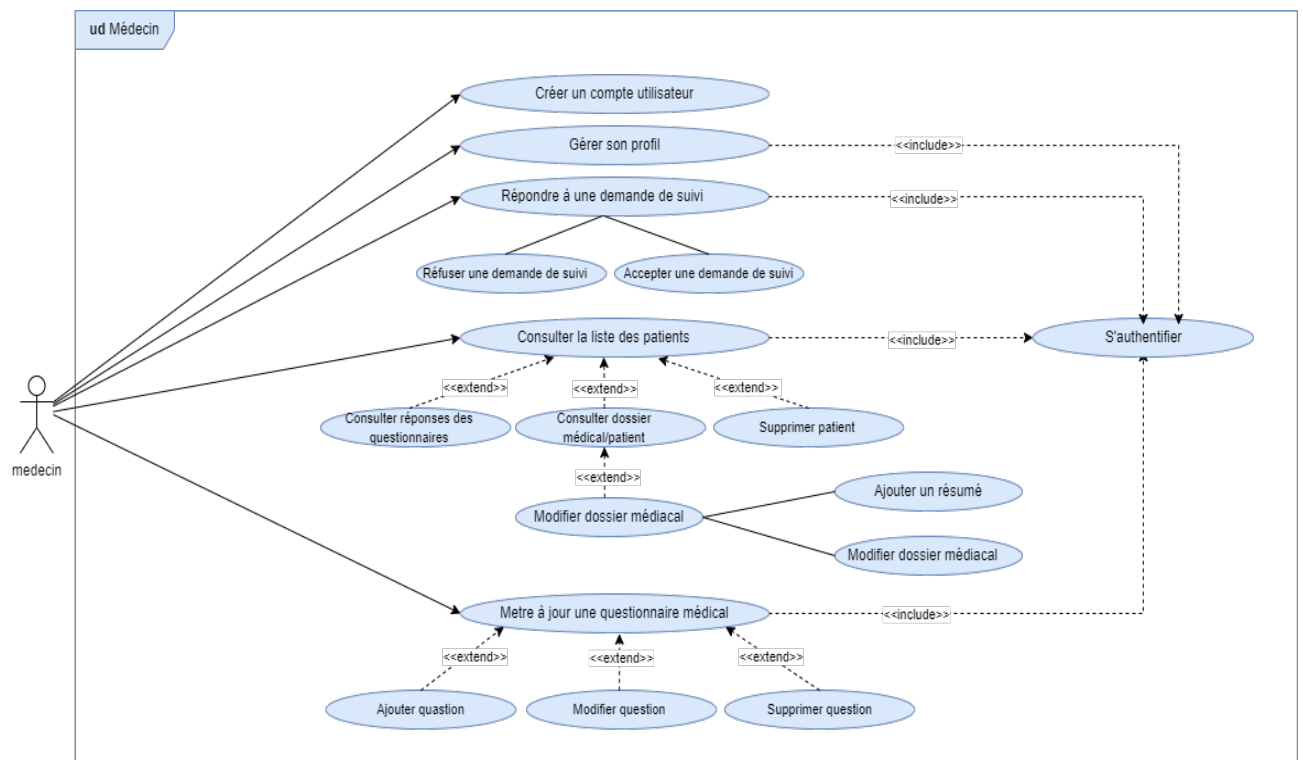 ud Médecin
Créer un compte utilisateur
Gérer son profil
<<include>>
Répondre à une demande de suivi
<<include>>
Réfuser une demande de suivi
Accepter une demande de suivi
Consulter la liste des patients
<<include>>
S'authentifier
<<extend>>
<<extend>>
<<extend>>
Consulter réponses des
questionnaires
Consulter dossier
médical/patient
Supprimer patient
medecin
<<extend>>
Ajouter un résumé
Modifier dossier médiacal
Modifier dossier médiacal
Metre à jour une questionnaire médical
<<include>>
<<extend>>
<<extend>>
<<extend>>
Ajouter quastion
Modifier question
Supprimer question